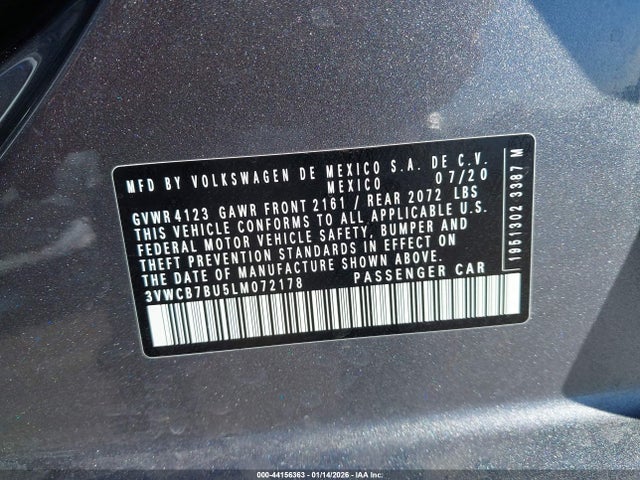 MFD BY VOLKSWAGEN DE MEXICO S.A. DE C.V.
MEXICO 07/20
GVWR 4123 GAWR FRONT 2161 / REAR 2072 LBS
THIS VEHICLE CONFORMS TO ALL APPLICABLE U.S.
FEDERAL MOTOR VEHICLE SAFETY, BUMPER AND
THEFT PREVENTION STANDARDS IN EFFECT ON
THE DATE OF MANUFACTURE SHOWN ABOVE.
3VWCB7BU5LM072178 PASSENGER CAR
1951302 3387 M
000-44156363 - 01/14/2026 - IAA Inc.